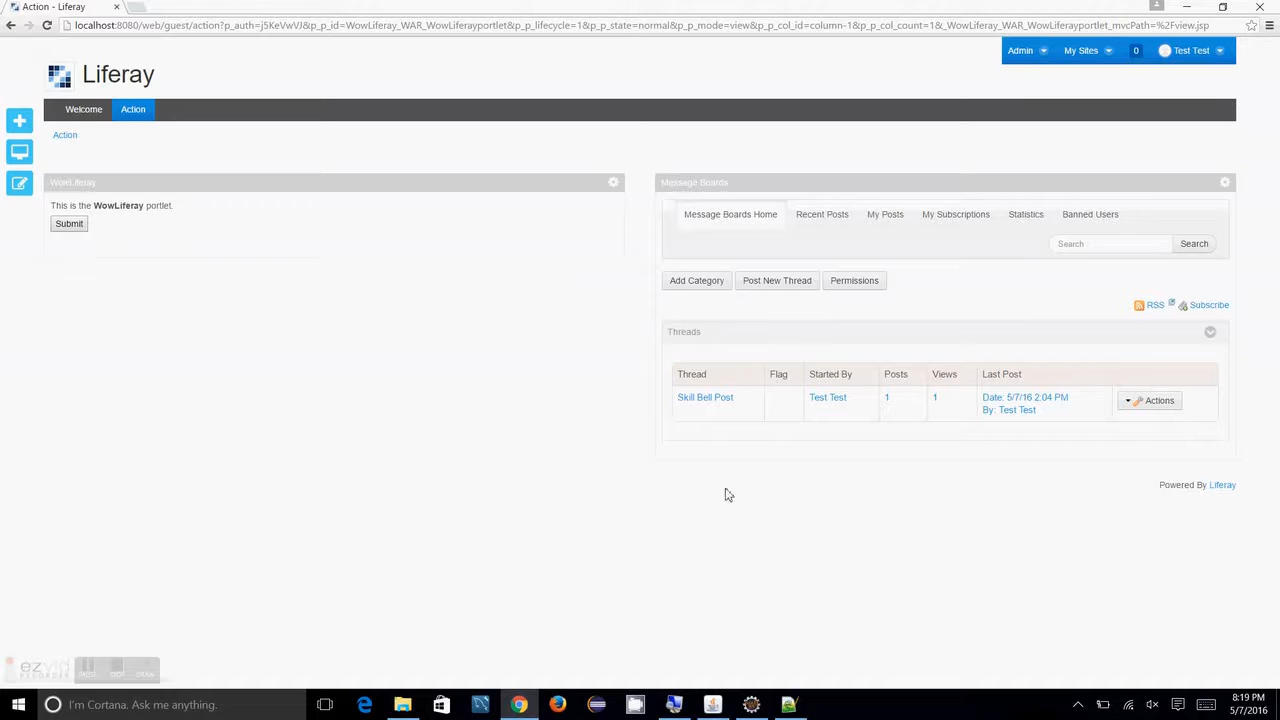 Action - Liferay
localhost:8080/web/guest/action?p_auth=j5KeVwVJ&p_p_id=WowLiferay_WAR_WowLiferayportlet&p_p_lifecycle=1&p_p_state=normal&p_p_mode=view&p_p_col_id=column-1&p_p_col_count=1&_WowLiferay_WAR_WowLiferayportlet_mvcPath=%2Fview.jsp
Admin My Sites 0 Test Test
Liferay
Welcome Action
Action
WowLiferay
This is the WowLiferay portlet.
Submit
Message Boards
Message Boards Home Recent Posts My Posts My Subscriptions Statistics Banned Users
Search Search
Add Category Post New Thread Permissions
RSS Subscribe
Threads
Thread Flag Started By Posts Views Last Post
Skill Bell Post Test Test 1 1 Date: 5/7/16 2:04 PM Actions
By: Test Test
Powered By Liferay
ezvid
RECORDER
I'm Cortana. Ask me anything.
8:19 PM
5/7/2016